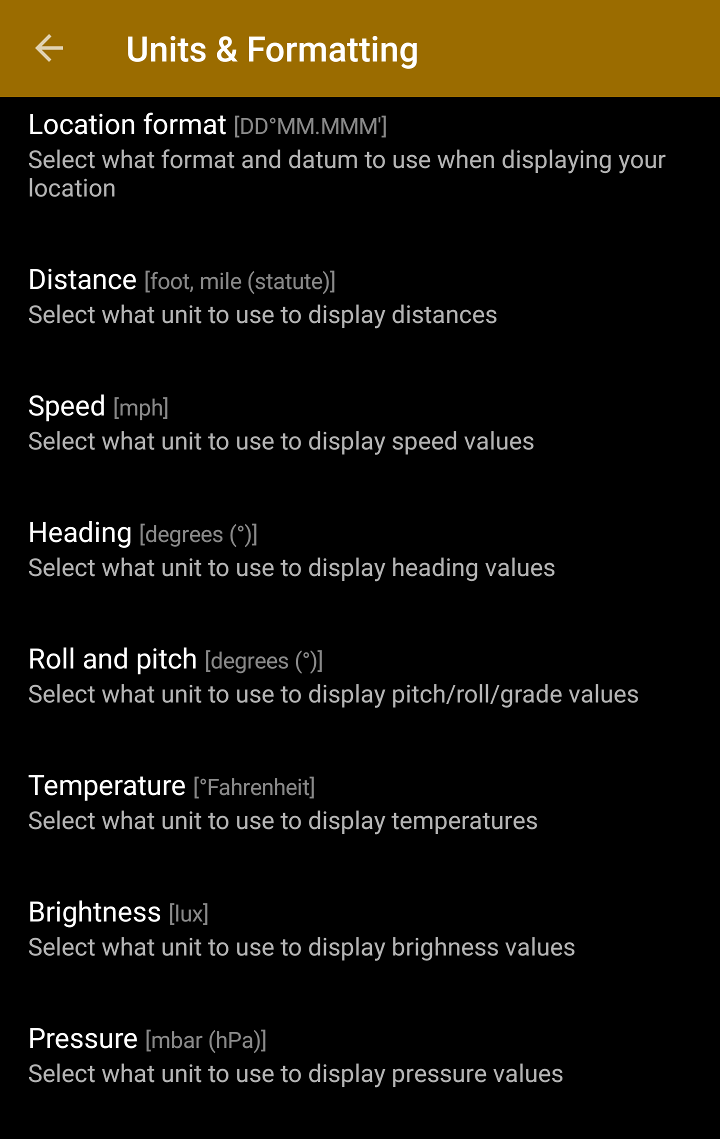 Units & Formatting
Location format [DD°MM.MMM']
Select what format and datum to use when displaying your
location
Distance [foot, mile (statute)]
Select what unit to use to display distances
Speed [mph]
Select what unit to use to display speed values
Heading [degrees (°)]
Select what unit to use to display heading values
Roll and pitch [degrees (°)]
Select what unit to use to display pitch/roll/grade values
Temperature [°Fahrenheit]
Select what unit to use to display temperatures
Brightness [lux]
Select what unit to use to display brighness values
Pressure [mbar (hPa)]
Select what unit to use to display pressure values